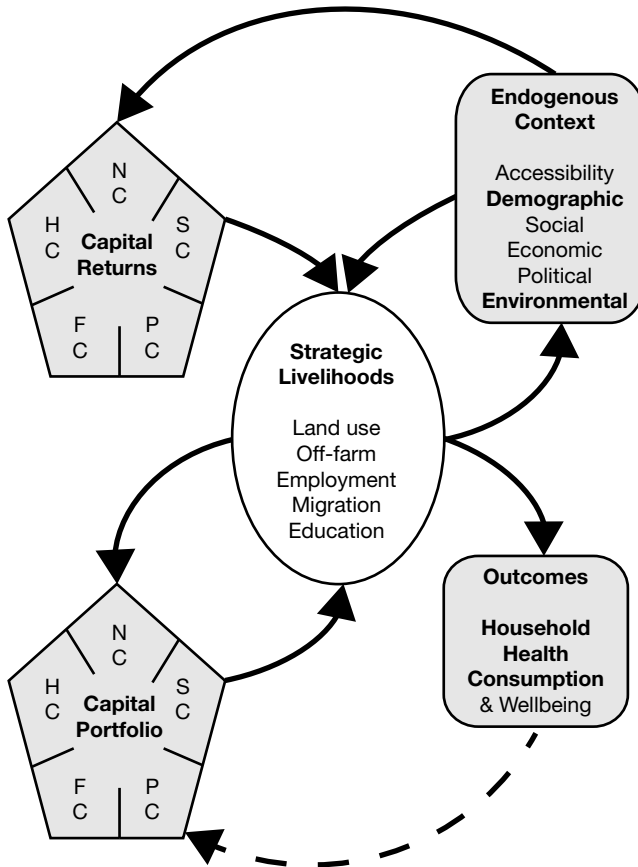 Endogenous
Context
Accessibility
Demographic
Social
Economic
Political
Environmental
N
C
H
C
S
C
Capital
Returns
F
C
P
C
Strategic
Livelihoods
Land use
Off-farm
Employment
Migration
Education
N
C
H
C
S
C
Capital
Portfolio
F
C
P
C
Outcomes
Household
Health
Consumption
& Wellbeing